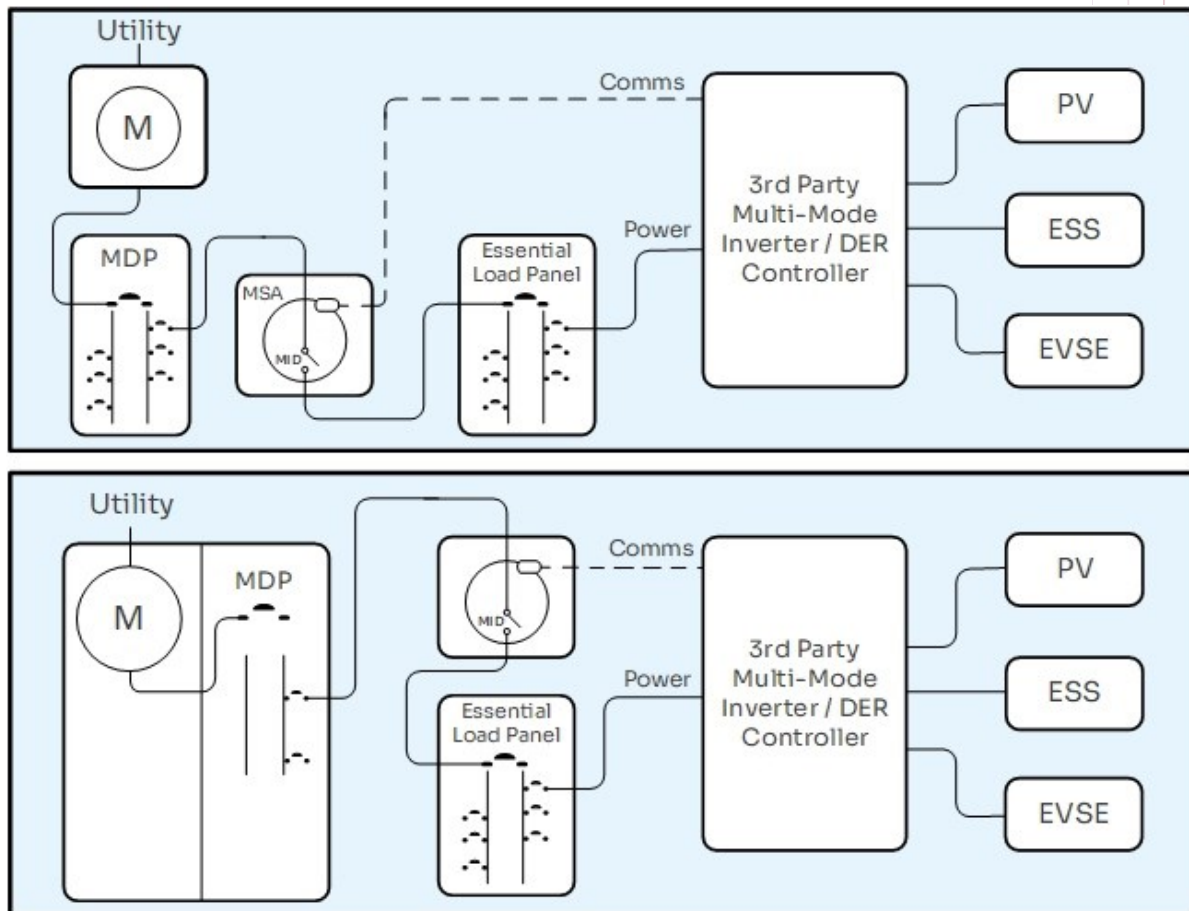 Utility
M
MDP
MSA
MID
Essential
Load Panel
Comms
Power
3rd Party
Multi-Mode
Inverter / DER
Controller
PV
ESS
EVSE
Utility
M
MDP
MID
Essential
Load Panel
Comms
Power
3rd Party
Multi-Mode
Inverter / DER
Controller
PV
ESS
EVSE